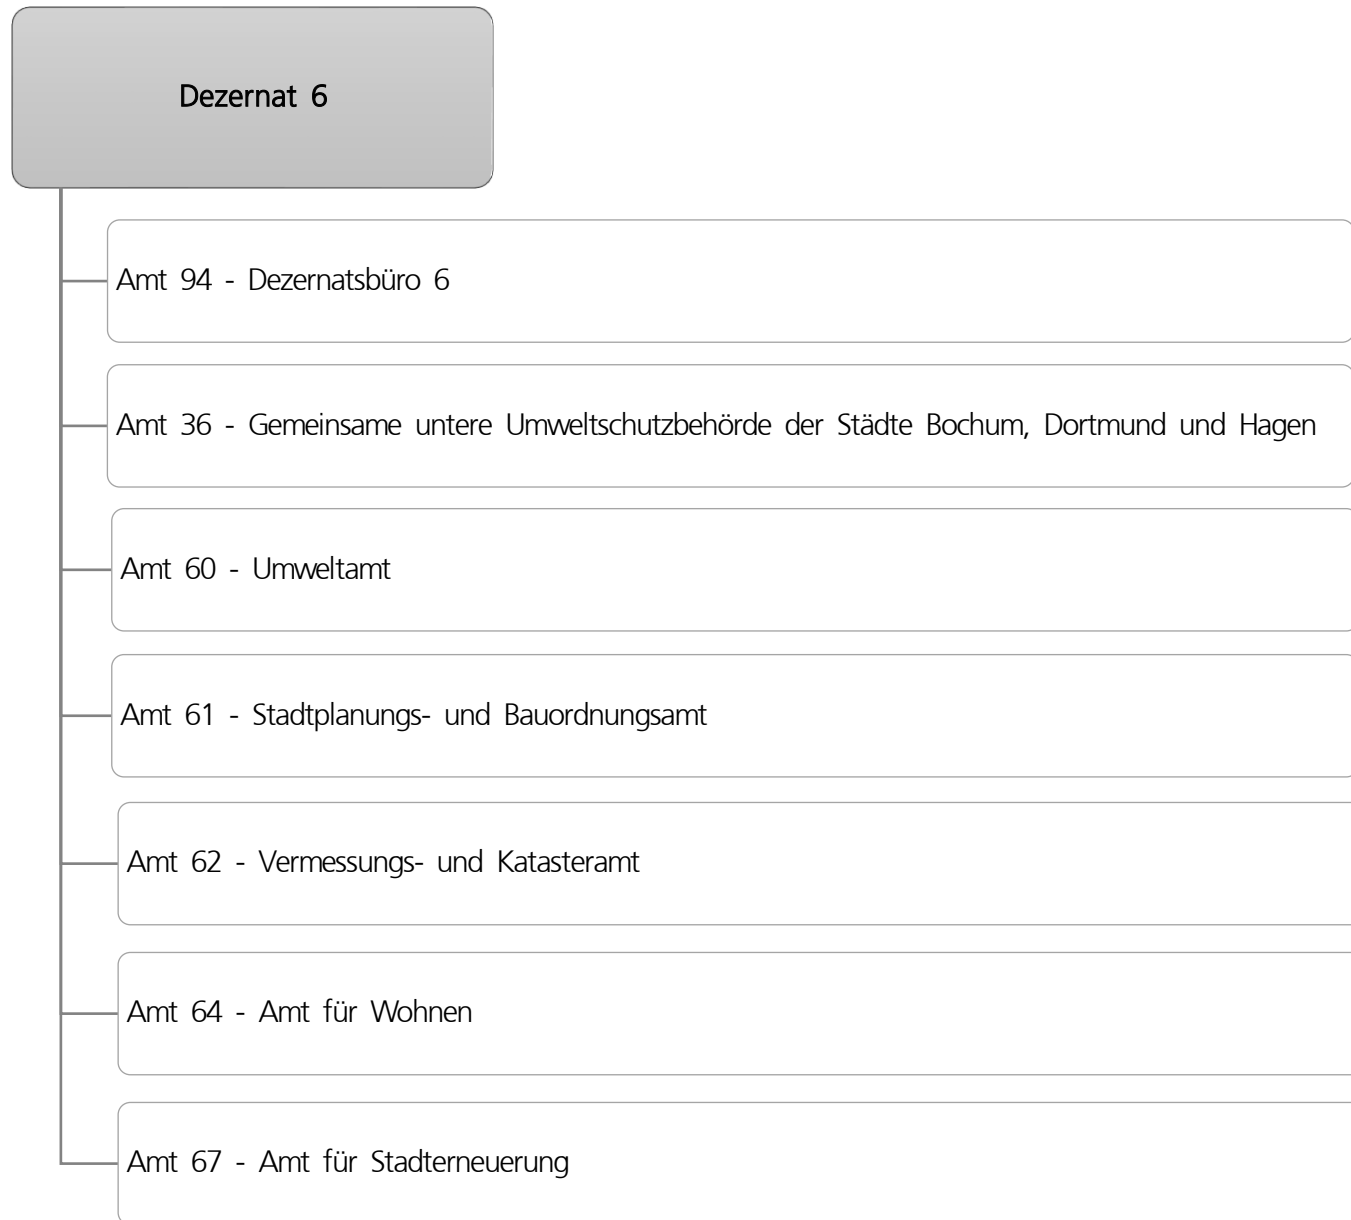 Dezernat 6
Amt 94 - Dezernatsbüro 6
Amt 36 - Gemeinsame untere Umweltschutzbehörde der Städte Bochum, Dortmund und Hagen
Amt 60 - Umweltamt
Amt 61 - Stadtplanungs- und Bauordnungsamt
Amt 62 - Vermessungs- und Katasteramt
Amt 64 - Amt für Wohnen
Amt 67 - Amt für Stadterneuerung